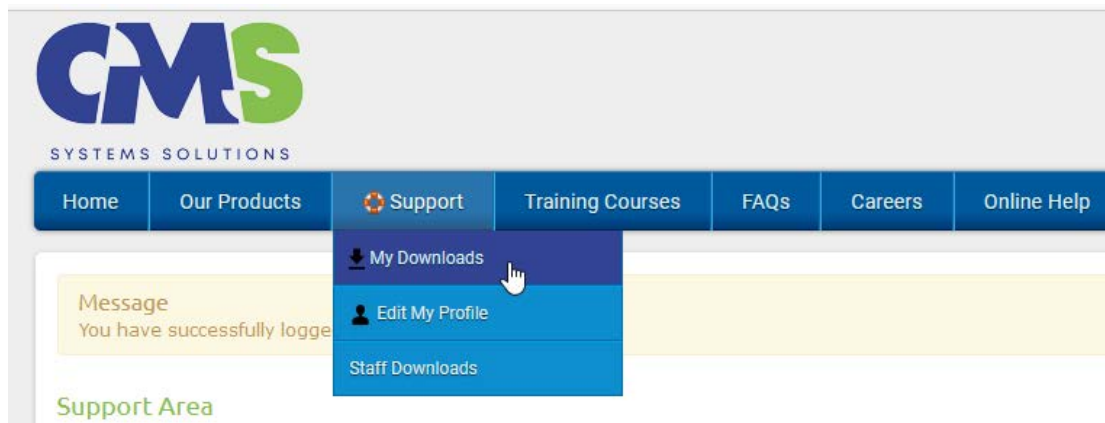 CMS
SYSTEMS SOLUTIONS
Home Our Products Support Training Courses FAQs Careers Online Help
My Downloads
Edit My Profile
Staff Downloads
Message
You have successfully
Support Area